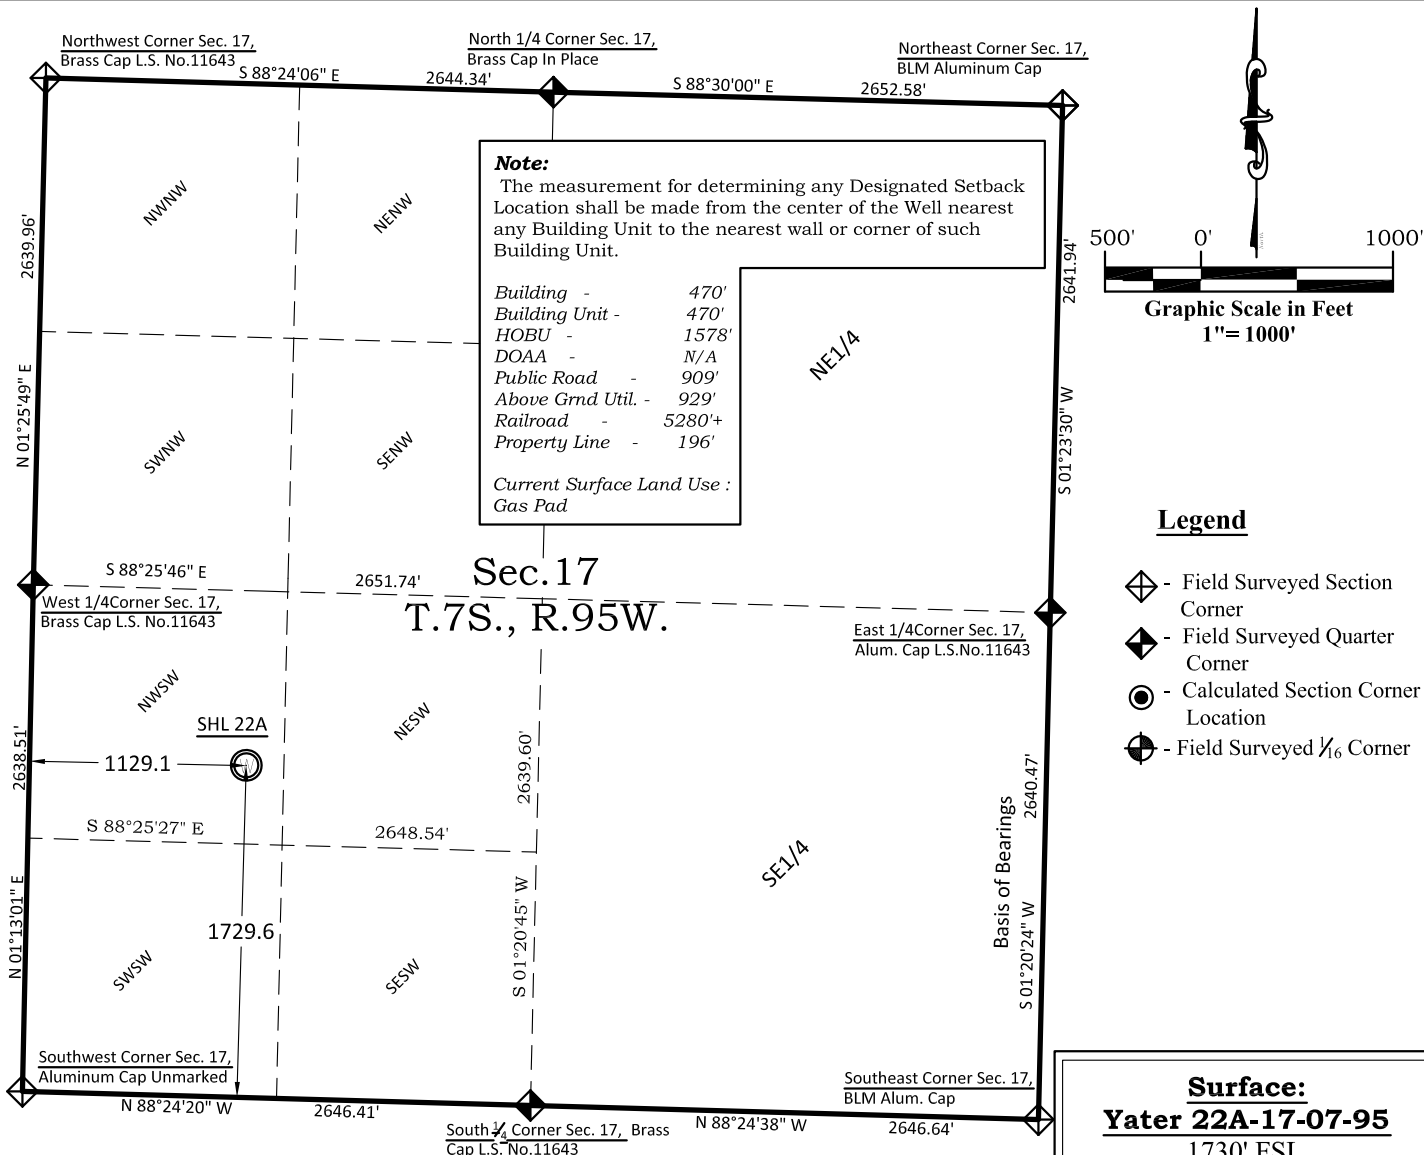 Northwest Corner Sec. 17,
Brass Cap L.S. No.11643
North 1/4 Corner Sec. 17,
Brass Cap In Place
Northeast Corner Sec. 17,
BLM Aluminum Cap
S 88°24'06" E
2644.34'
S 88°30'00" E
2652.58'
NWNW
NENW
2639.96'
N 01°25'49" E
Note:
The measurement for determining any Designated Setback
Location shall be made from the center of the Well nearest
any Building Unit to the nearest wall or corner of such
Building Unit.
Building - 470'
Building Unit - 470'
HOBU - 1578'
DOAA - N/A
Public Road - 909'
Above Grnd Util. - 929'
Railroad - 5280'+
Property Line - 196'
Current Surface Land Use :
Gas Pad
NE1/4
2641.94'
S 01°23'30" W
500' 0' 1000'
Graphic Scale in Feet
1"= 1000'
SWNW
SENW
S 88°25'46" E
2651.74'
Sec.17
T.7S., R.95W.
West 1/4Corner Sec. 17,
Brass Cap L.S. No.11643
East 1/4Corner Sec. 17,
Alum. Cap L.S.No.11643
Legend
- Field Surveyed Section
Corner
- Field Surveyed Quarter
Corner
- Calculated Section Corner
Location
- Field Surveyed 1/16 Corner
NWSW
NESW
SHL 22A
1129.1
2638.51'
N 01°13'01" E
2639.60'
S 01°20'45" W
S 88°25'27" E
2648.54'
1729.6
SWSW
SESW
SE1/4
Basis of Bearings
2640.47'
S 01°20'24" W
Southwest Corner Sec. 17,
Aluminum Cap Unmarked
N 88°24'20" W
2646.41'
South 1/4 Corner Sec. 17, Brass
Cap L.S. No.11643
N 88°24'38" W
2646.64'
Southeast Corner Sec. 17,
BLM Alum. Cap
Surface:
Yater 22A-17-07-95
1730' FSL